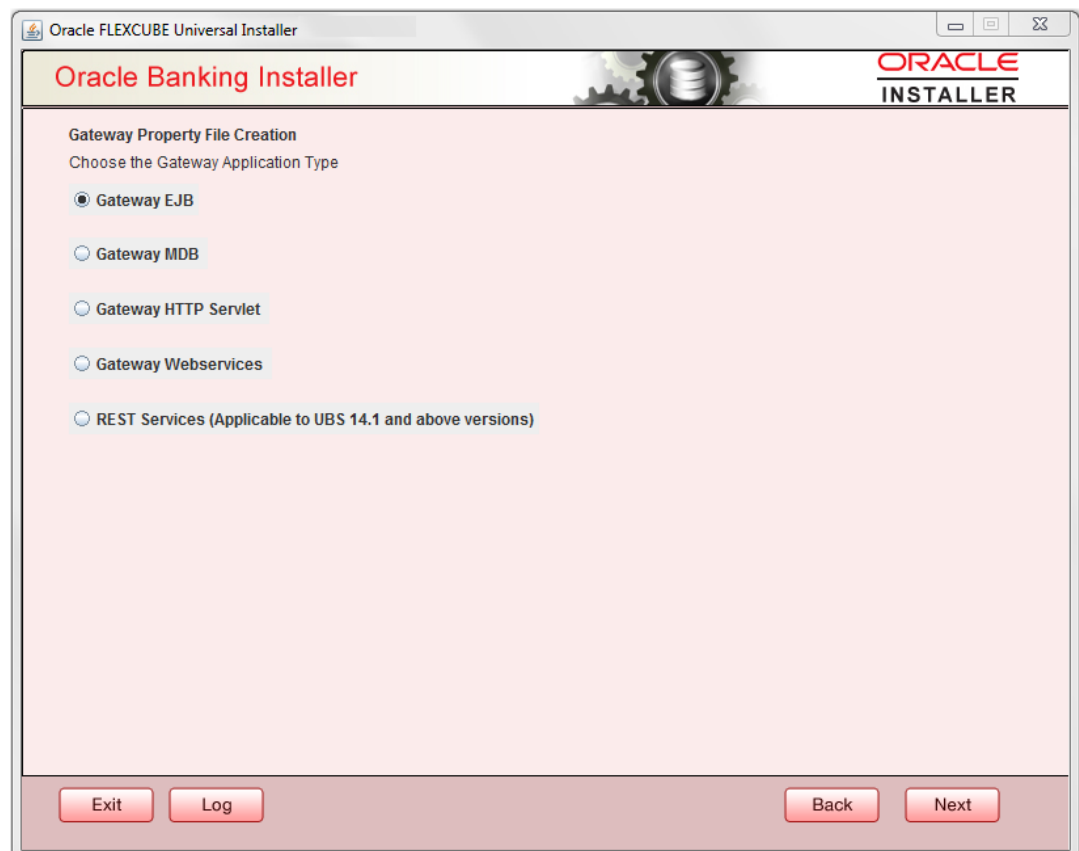 Oracle FLEXCUBE Universal Installer
Oracle Banking Installer
ORACLE
INSTALLER
Gateway Property File Creation
Choose the Gateway Application Type
Gateway EJB
Gateway MDB
Gateway HTTP Servlet
Gateway Webservices
REST Services (Applicable to UBS 14.1 and above versions)
Exit Log Back Next